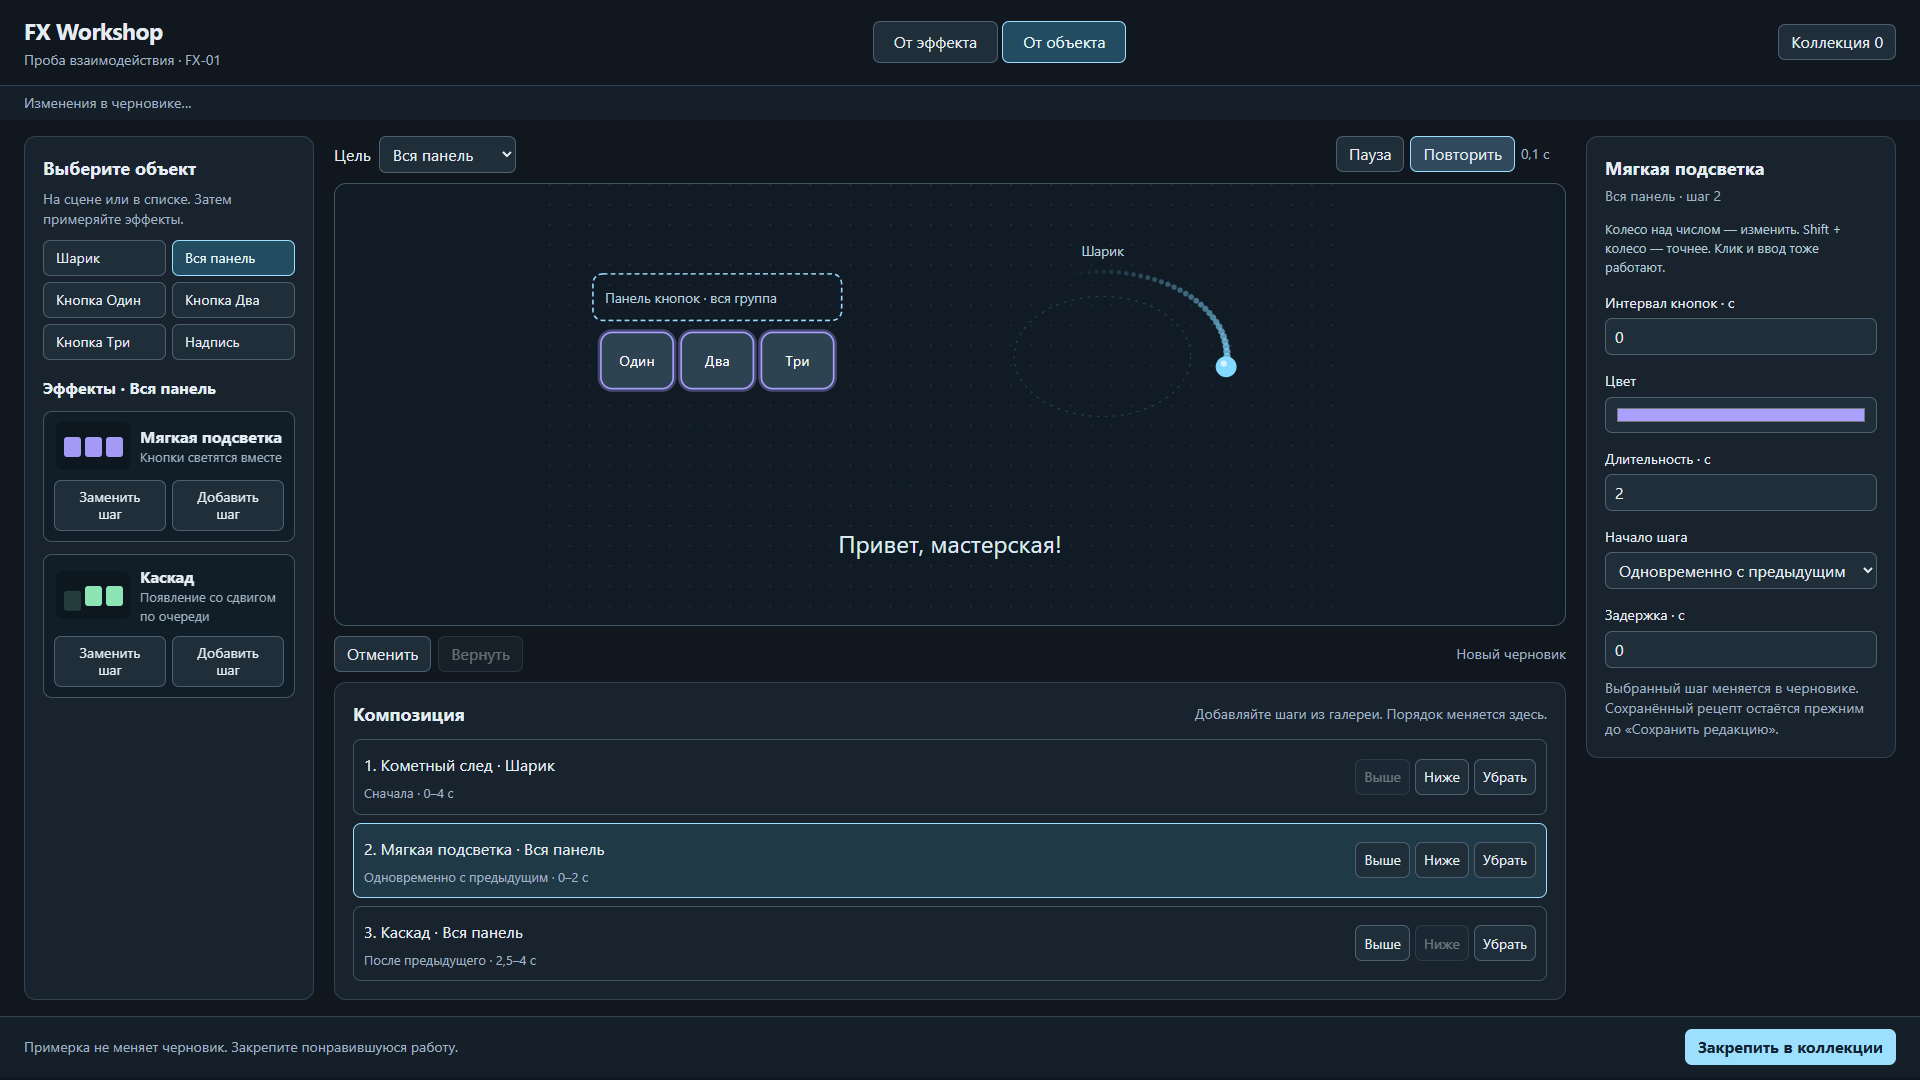 FX Workshop
Проба взаимодействия · FX-01
От эффекта
От объекта
Коллекция 0
Изменения в черновике…
Выберите объект
На сцене или в списке. Затем
примеряйте эффекты.
Шарик
Вся панель
Кнопка Один
Кнопка Два
Кнопка Три
Надпись
Эффекты · Вся панель
Мягкая подсветка
Кнопки светятся вместе
Заменить
шаг
Добавить
шаг
Каскад
Появление со сдвигом
по очереди
Заменить
шаг
Добавить
шаг
Цель
Вся панель
Пауза
Повторить
0,1 с
Шарик
Панель кнопок · вся группа
Один
Два
Три
Привет, мастерская!
Отменить
Вернуть
Новый черновик
Композиция
Добавляйте шаги из галереи. Порядок меняется здесь.
1. Кометный след · Шарик
Сначала · 0–4 с
Выше
Ниже
Убрать
2. Мягкая подсветка · Вся панель
Одновременно с предыдущим · 0–2 с
Выше
Ниже
Убрать
3. Каскад · Вся панель
После предыдущего · 2,5–4 с
Выше
Ниже
Убрать
Мягкая подсветка
Вся панель · шаг 2
Колесо над числом — изменить. Shift +
колесо — точнее. Клик и ввод тоже
работают.
Интервал кнопок · с
0
Цвет
Длительность · с
2
Начало шага
Одновременно с предыдущим
Задержка · с
0
Выбранный шаг меняется в черновике.
Сохранённый рецепт остаётся прежним
до «Сохранить редакцию».
Примерка не меняет черновик. Закрепите понравившуюся работу.
Закрепить в коллекции